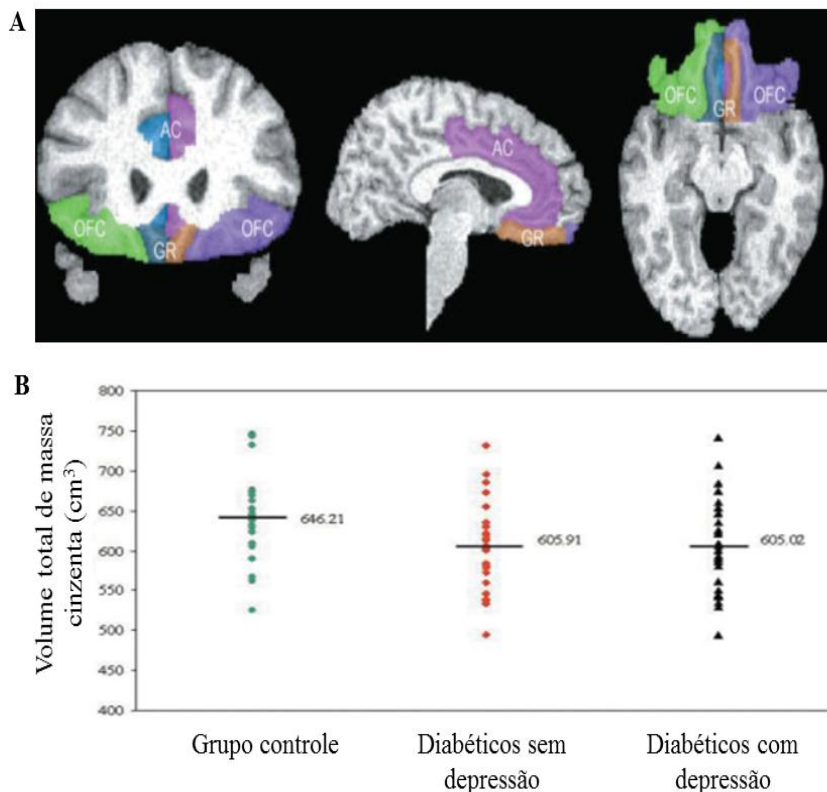 A
AC
OFC
OFC
GR
AC
GR
OFC
OFC
GR
B
Volume total de massa
cinzenta (cm³)
800
750
700
650
600
550
500
450
400
646.21
605.91
605.02
Grupo controle
Diabéticos sem
depressão
Diabéticos com
depressão